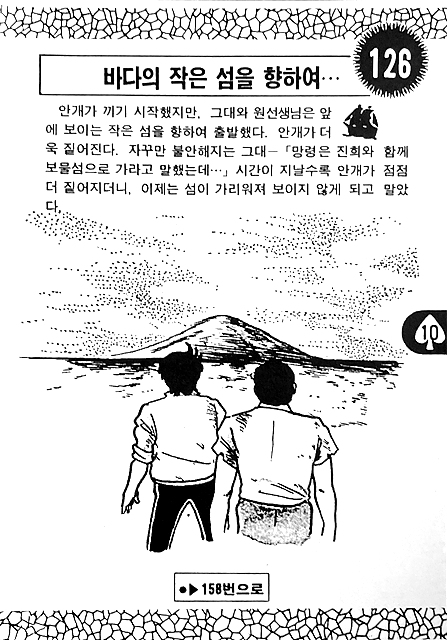 126
바다의 작은 섬을 향하여…
안개가 끼기 시작했지만, 그대와 원선생님은 앞
에 보이는 작은 섬을 향하여 출발했다. 안개가 더
욱 짙어진다. 자꾸만 불안해지는 그대―「망령은 진희와 함께
보물섬으로 가라고 말했는데…」 시간이 지날수록 안개가 점점
더 짙어지더니, 이제는 섬이 가리워져 보이지 않게 되고 말았
다.
10
●▶158번으로